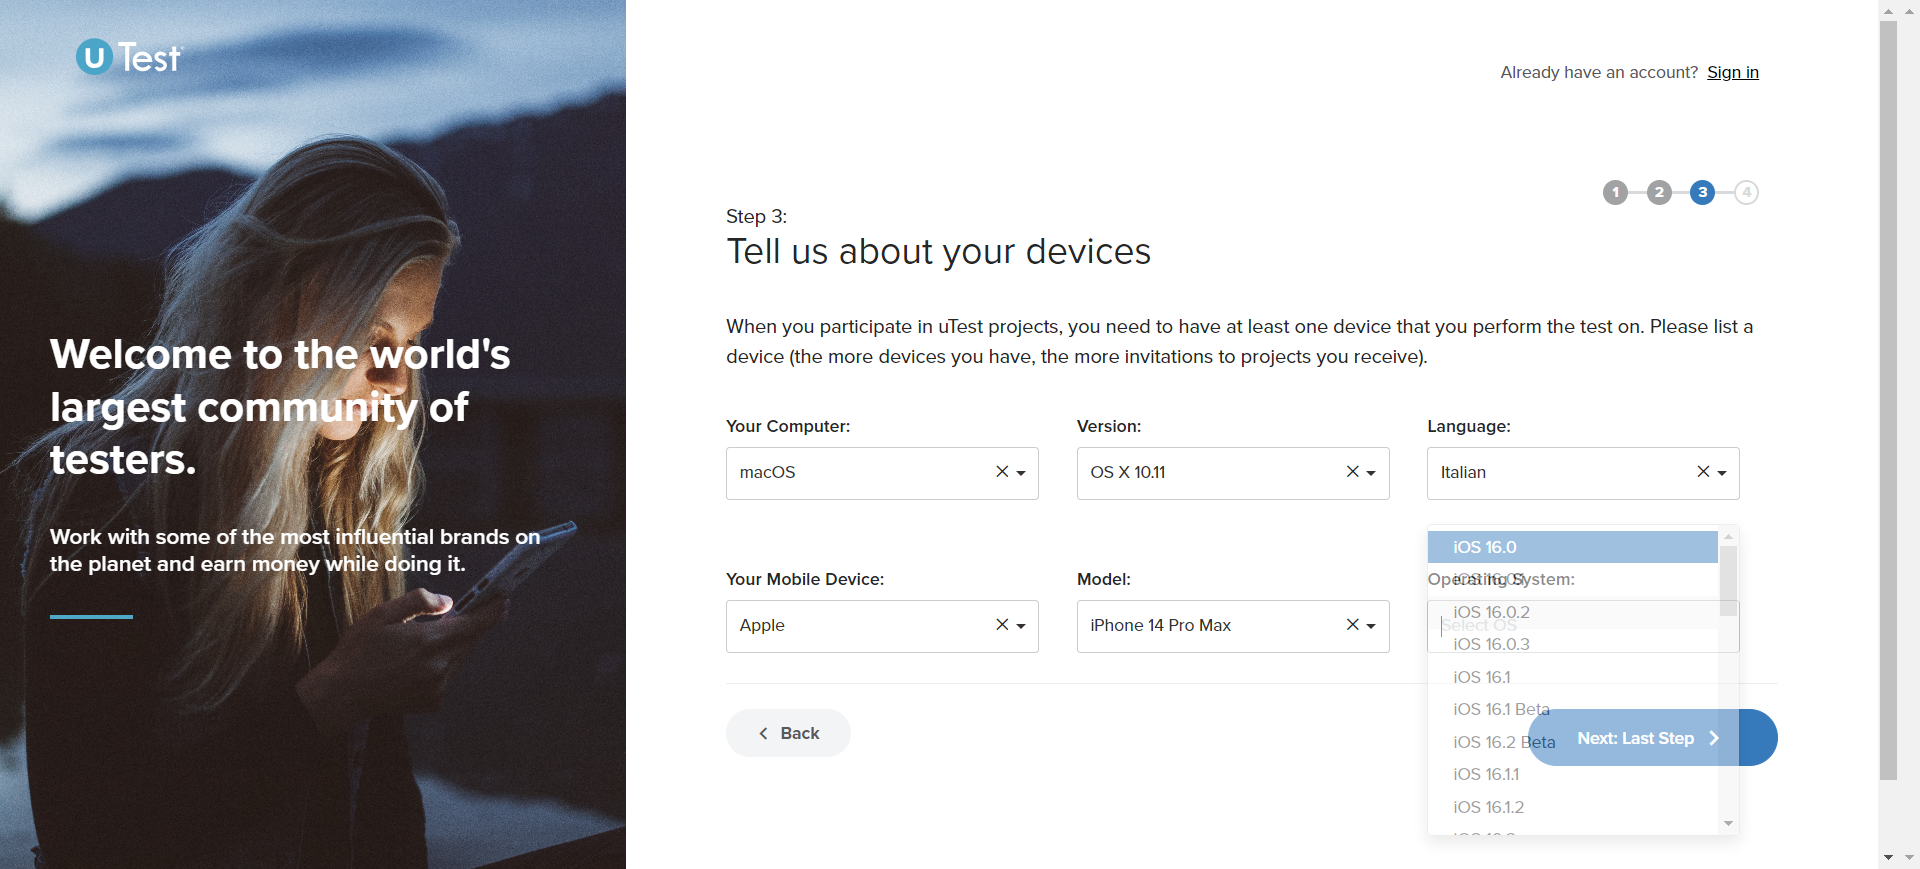 U Test
Welcome to the world's
largest community of
testers.
Work with some of the most influential brands on
the planet and earn money while doing it.
Already have an account? Sign in
1 2 3 4
Step 3:
Tell us about your devices
When you participate in uTest projects, you need to have at least one device that you perform the test on. Please list a
device (the more devices you have, the more invitations to projects you receive).
Your Computer:
macOS
Version:
OS X 10.11
Language:
Italian
Your Mobile Device:
Apple
Model:
iPhone 14 Pro Max
Operating System:
Select OS
iOS 16.0
iOS 16.0.1
iOS 16.0.2
iOS 16.0.3
iOS 16.1
iOS 16.1 Beta
iOS 16.2 Beta
iOS 16.1.1
iOS 16.1.2
Back
Next: Last Step